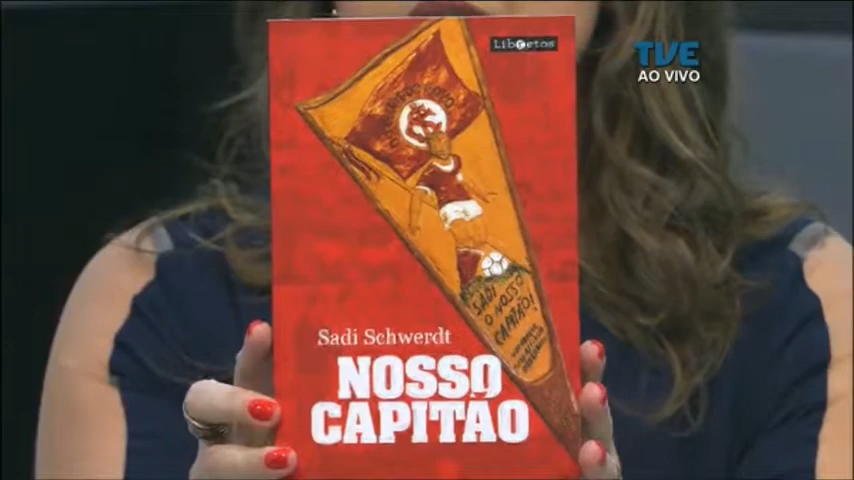 Libretos
TVE
AO VIVO
SADI
O NOSSO
CAPITÃO!
Sadi Schwerdt
NOSSO
CAPITÃO